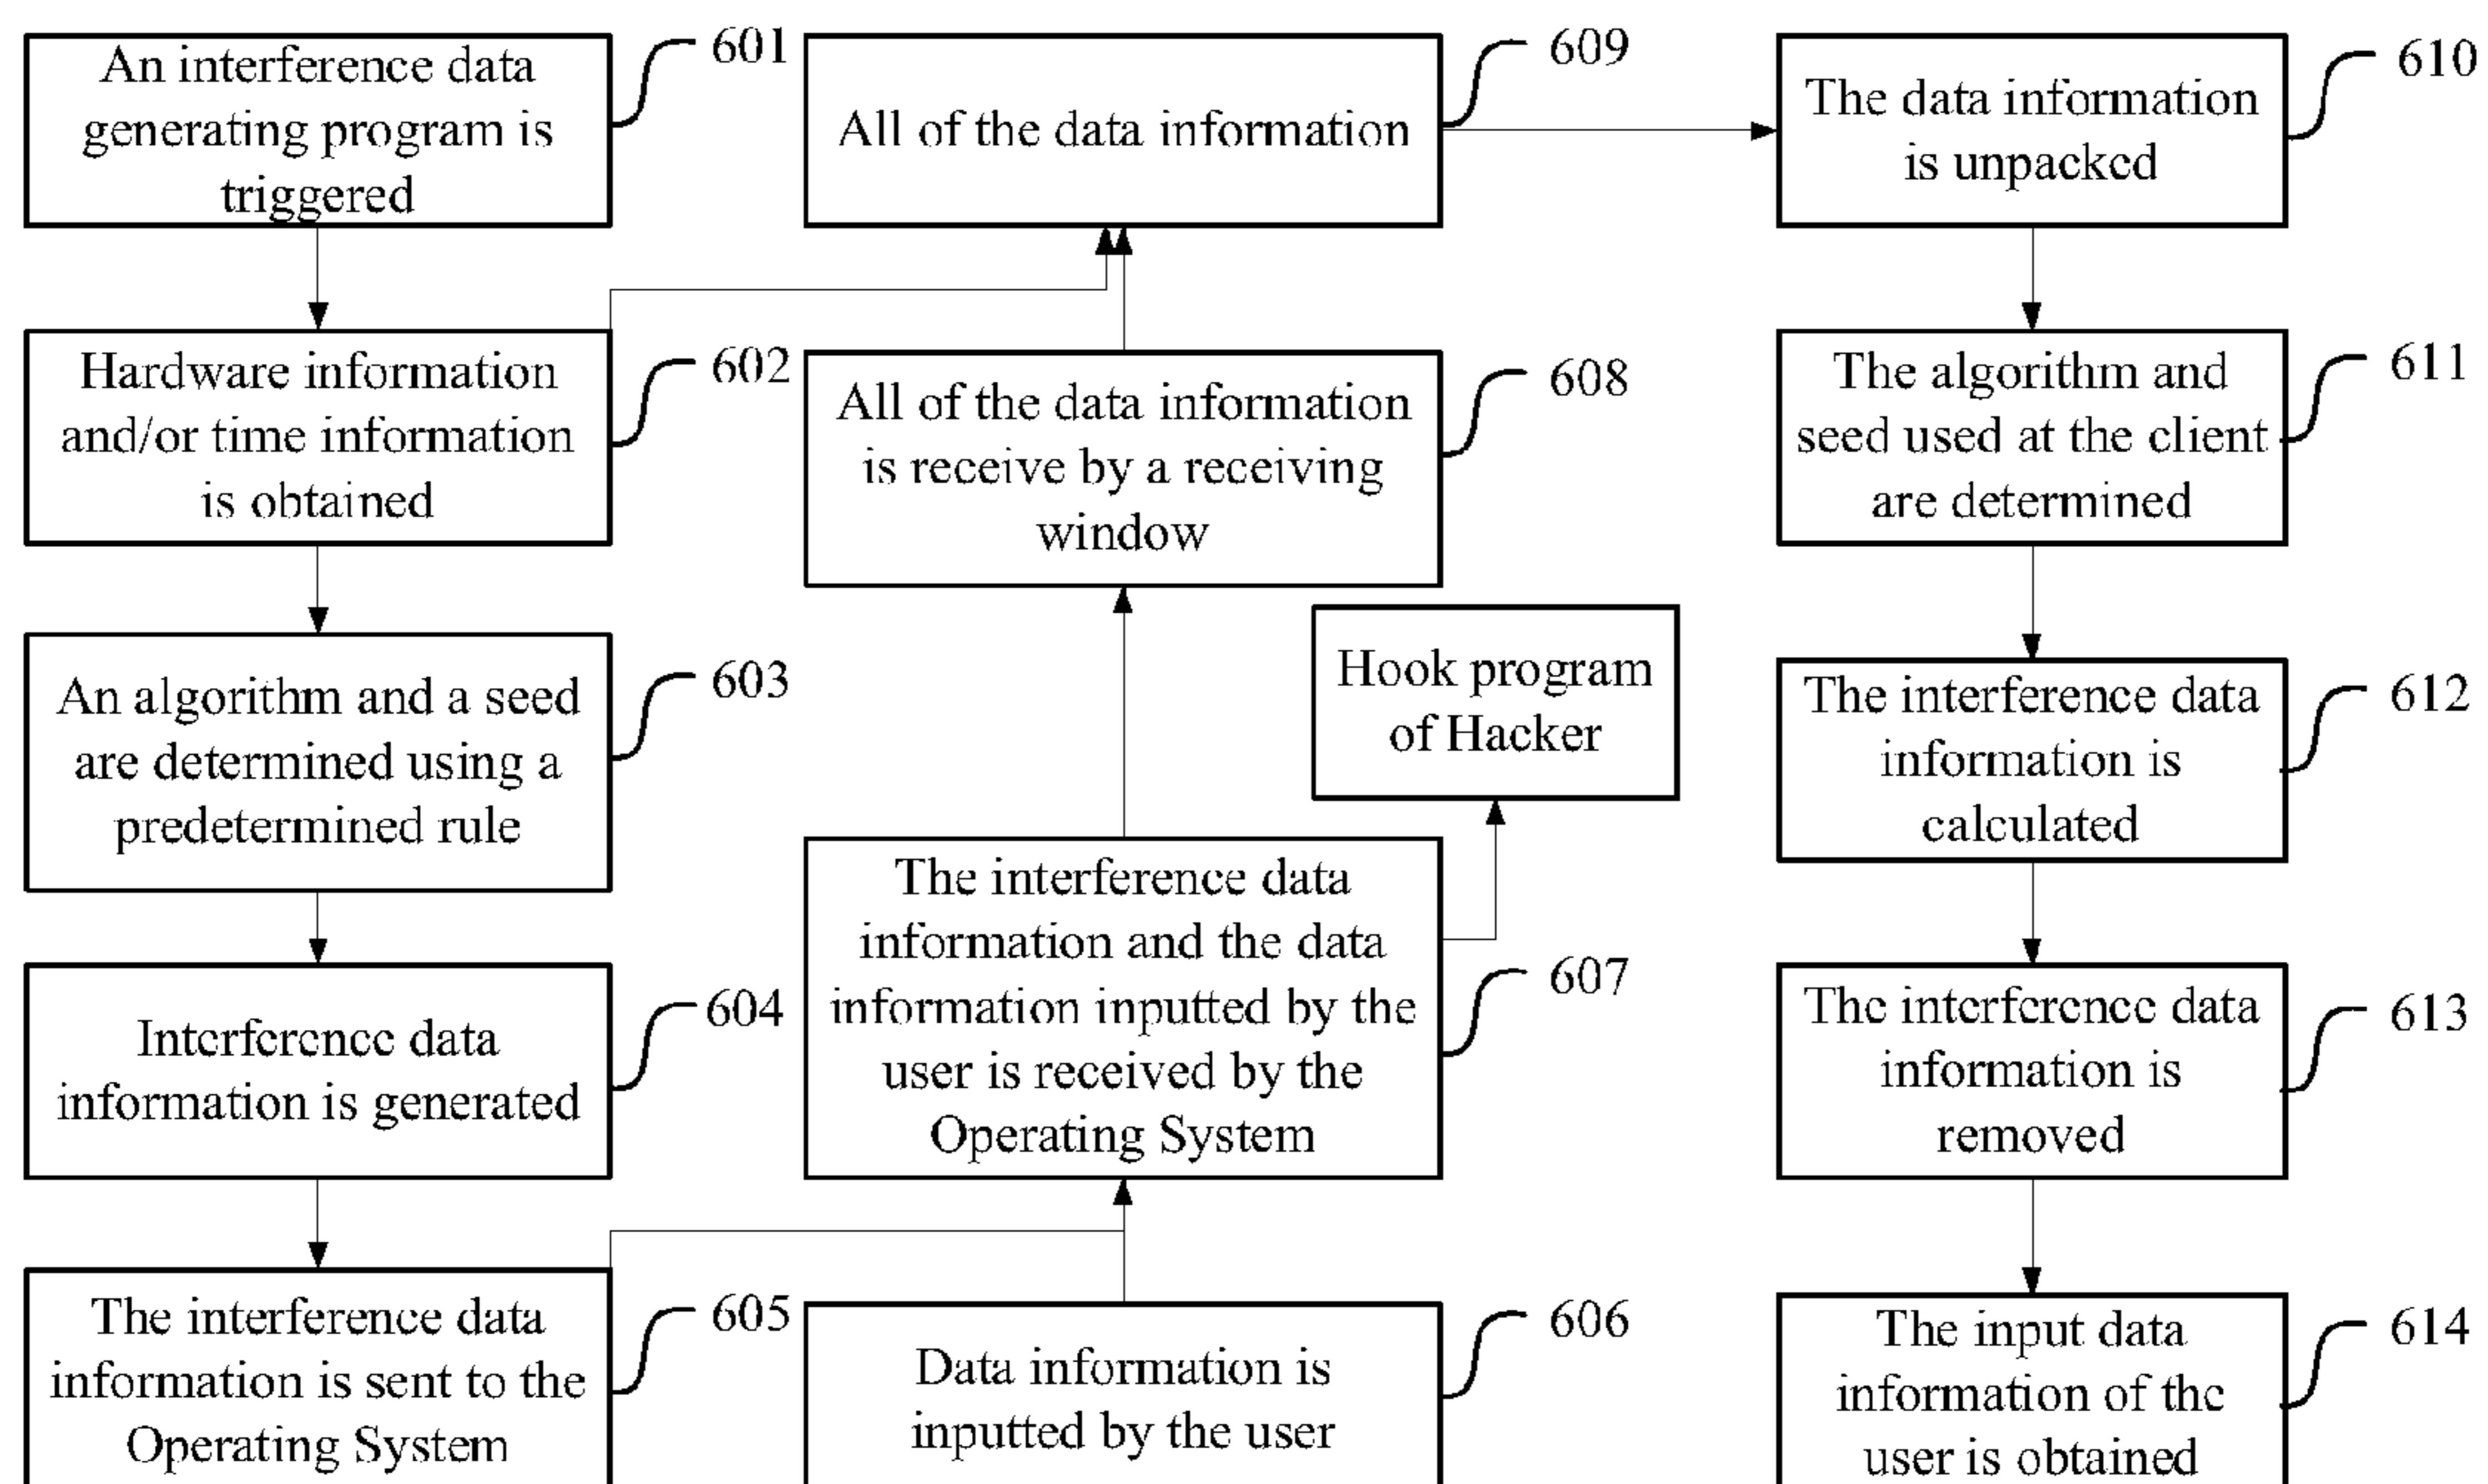 An interference data
generating program is
triggered
601
Hardware information
and/or time information
is obtained
602
An algorithm and a seed
are determined using a
predetermined rule
603
Interference data
information is generated
604
The interference data
information is sent to the
Operating System
605
Data information is
inputted by the user
606
The interference data
information and the data
information inputted by the
user is received by the
Operating System
607
Hook program
of Hacker
All of the data information
is receive by a receiving
window
608
All of the data information
609
The data information
is unpacked
610
The algorithm and
seed used at the client
are determined
611
The interference data
information is
calculated
612
The interference data
information is
removed
613
The input data
information of the
user is obtained
614